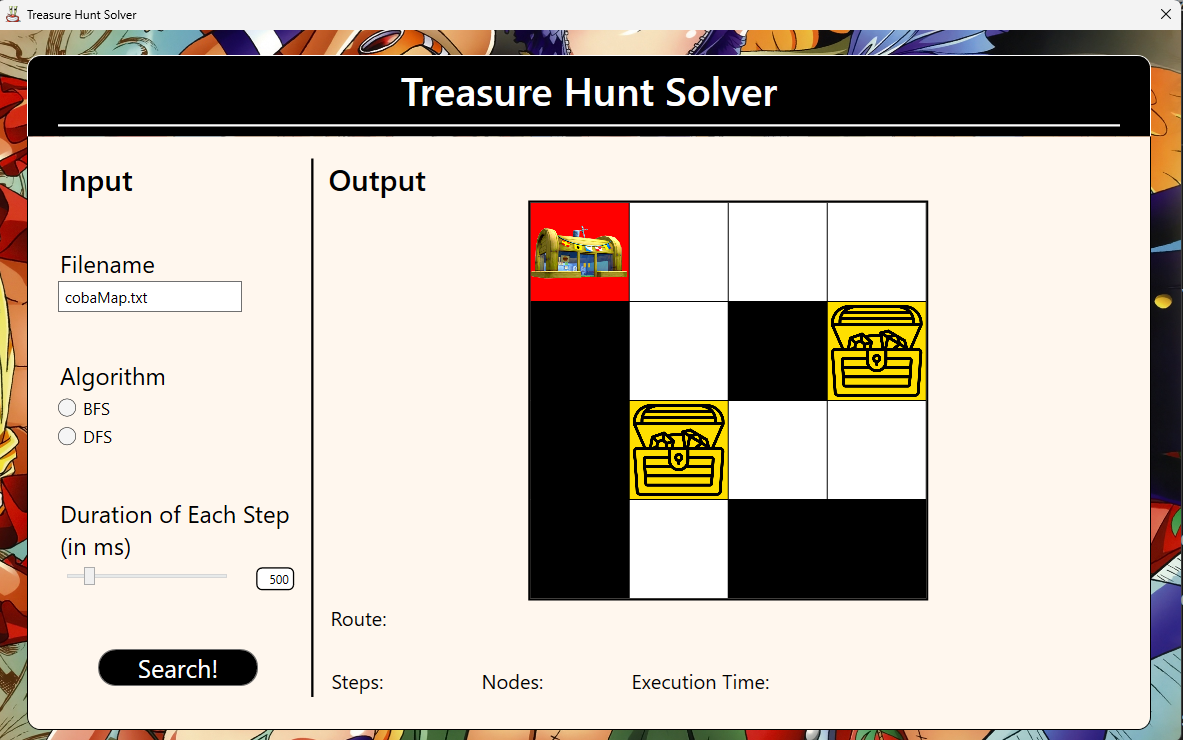 Treasure Hunt Solver
Treasure Hunt Solver
Input
Output
Filename
cobaMap.txt
Algorithm
BFS
DFS
Duration of Each Step
(in ms)
500
Search!
Route:
Steps:
Nodes:
Execution Time: